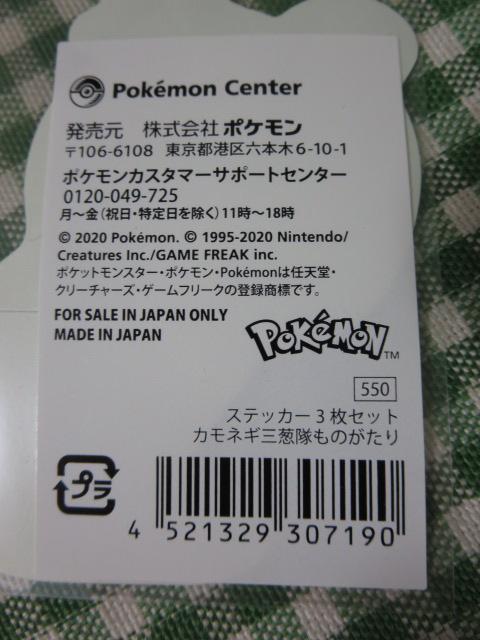 Pokémon Center
発売元 株式会社 ポケモン
〒106-6108 東京都港区六本木6-10-1
ポケモンカスタマーサポートセンター
0120-049-725
月～金（祝日・特定日を除く）11時～18時
© 2020 Pokémon. © 1995-2020 Nintendo/
Creatures Inc./GAME FREAK inc.
ポケットモンスター・ポケモン・Pokémonは任天堂・
クリーチャーズ・ゲームフリークの登録商標です。
FOR SALE IN JAPAN ONLY
MADE IN JAPAN
POKéMON TM
550
ステッカー3枚セット
カモネギ三葱隊ものがたり
プラ
4 521329 307190